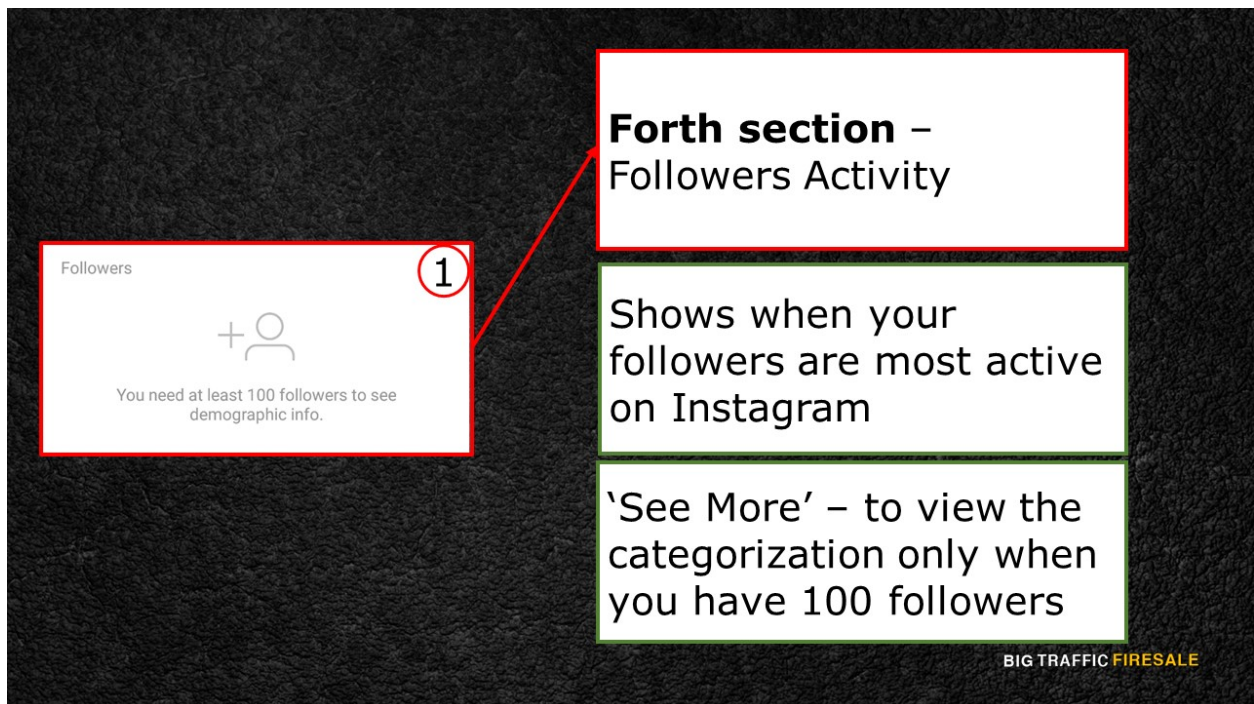 Followers
1
You need at least 100 followers to see
demographic info.
Forth section –
Followers Activity
Shows when your
followers are most active
on Instagram
‘See More’ – to view the
categorization only when
you have 100 followers
BIG TRAFFIC FIRESALE